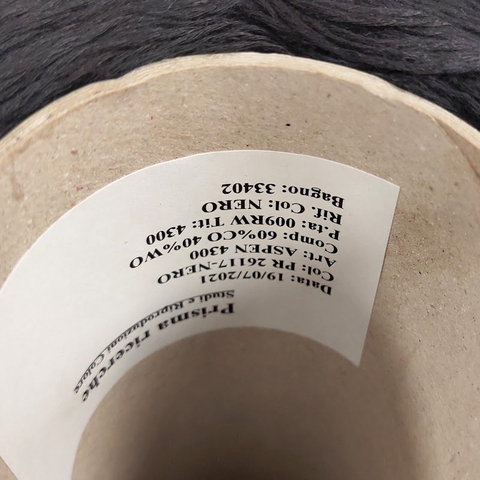 Prisma ricerche
Studi e Riproduzioni Colore
Data: 19/07/2021
Col: PR 26117-NERO
Art: ASPEN 4300
Comp: 60%CO 40%WO
P.ta: 009RW Tit: 4300
Rif. Col: NERO
Bagno: 33402